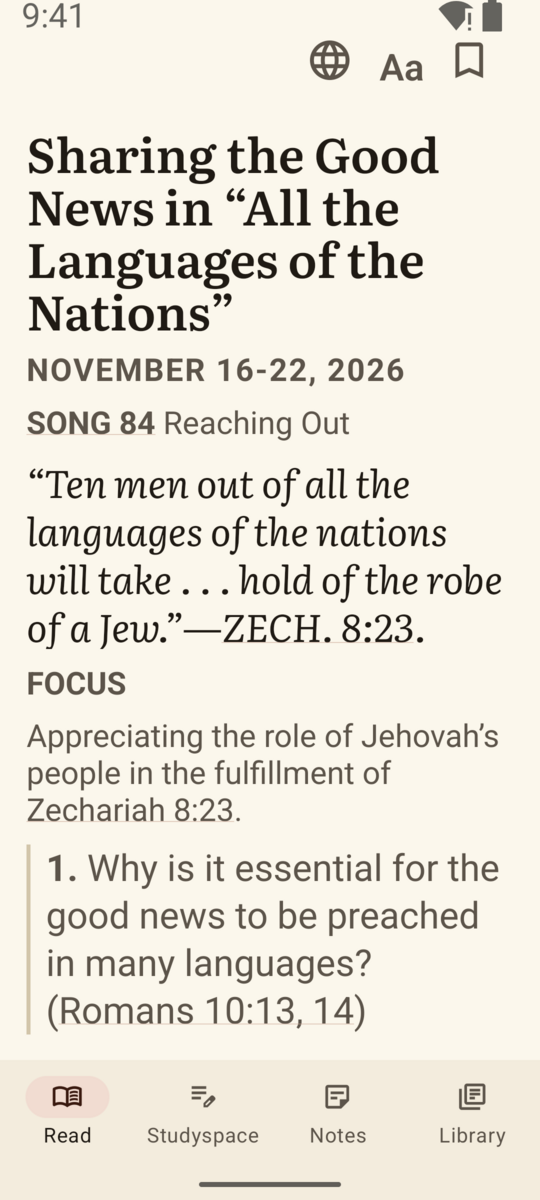 9:41
Aa
Sharing the Good
News in “All the
Languages of the
Nations”
NOVEMBER 16-22, 2026
SONG 84 Reaching Out
“Ten men out of all the
languages of the nations
will take . . . hold of the robe
of a Jew.”—ZECH. 8:23.
FOCUS
Appreciating the role of Jehovah’s
people in the fulfillment of
Zechariah 8:23.
1. Why is it essential for the
good news to be preached
in many languages?
(Romans 10:13, 14)
Read
Studyspace
Notes
Library